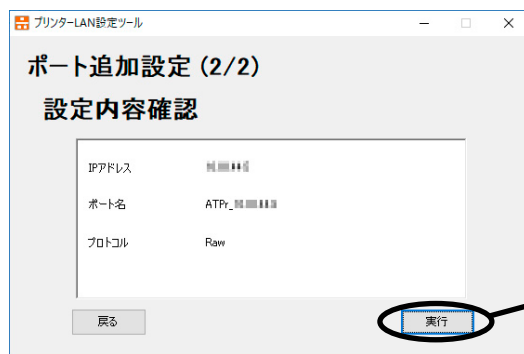 プリンターLAN設定ツール
ポート追加設定 (2/2)
設定内容確認
IPアドレス
ポート名 ATPr_
プロトコル Raw
戻る 実行